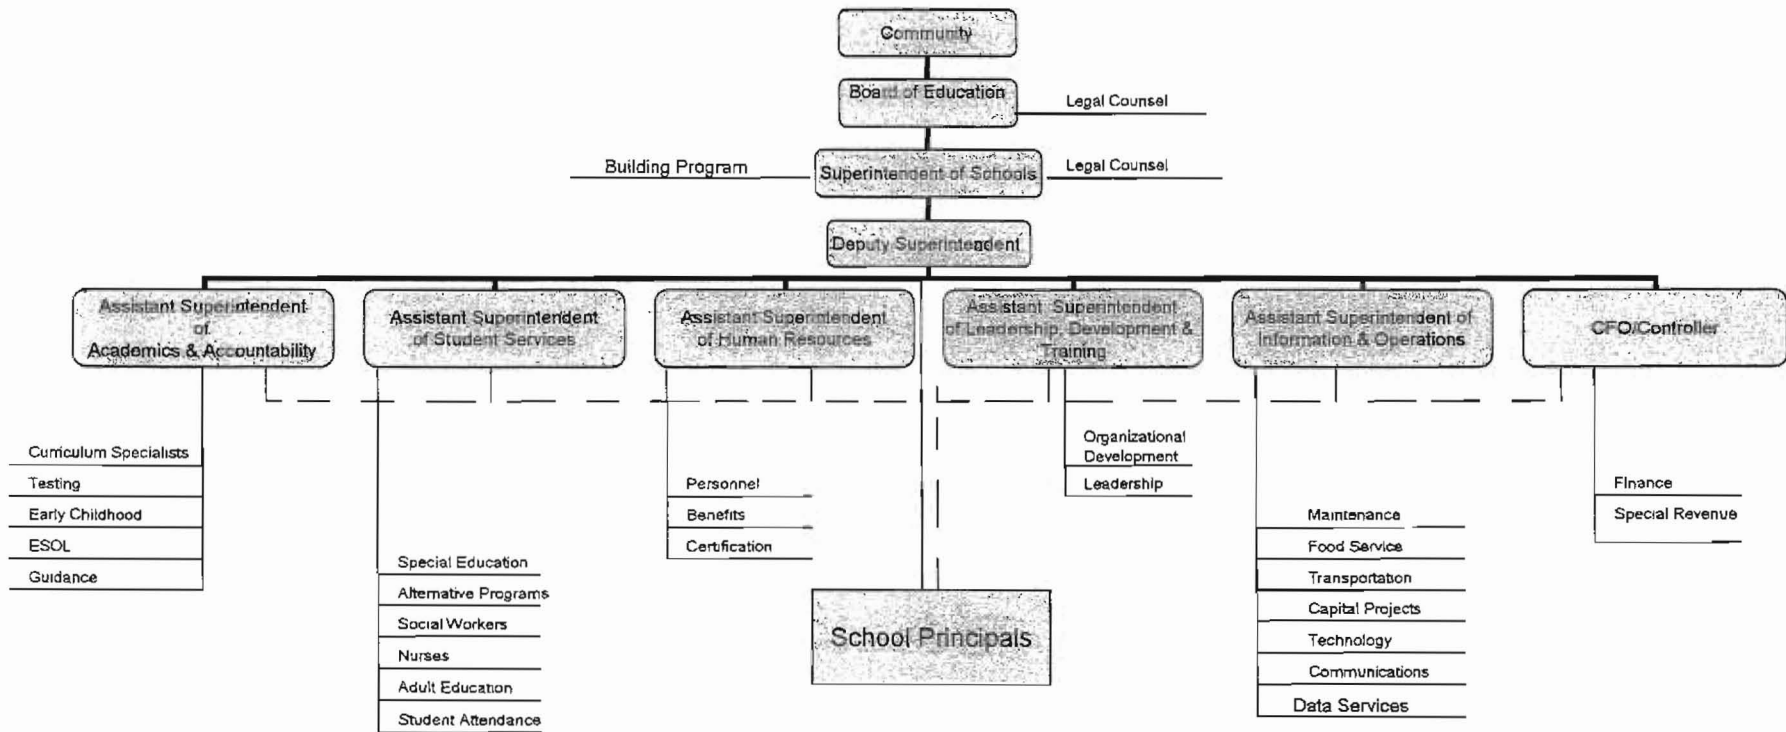 Community
Board of Education
Legal Counsel
Building Program
Superintendent of Schools
Legal Counsel
Deputy Superintendent
Assistant Superintendent
of
Academics & Accountability
Assistant Superintendent
of Student Services
Assistant Superintendent
of Human Resources
Assistant Superintendent
of Leadership, Development &
Training
Assistant Superintendent of
Information & Operations
CFO/Controller
Curriculum Specialists
Testing
Early Childhood
ESOL
Guidance
Special Education
Alternative Programs
Social Workers
Nurses
Adult Education
Student Attendance
Personnel
Benefits
Certification
School Principals
Organizational
Development
Leadership
Maintenance
Food Service
Transportation
Capital Projects
Technology
Communications
Data Services
Finance
Special Revenue